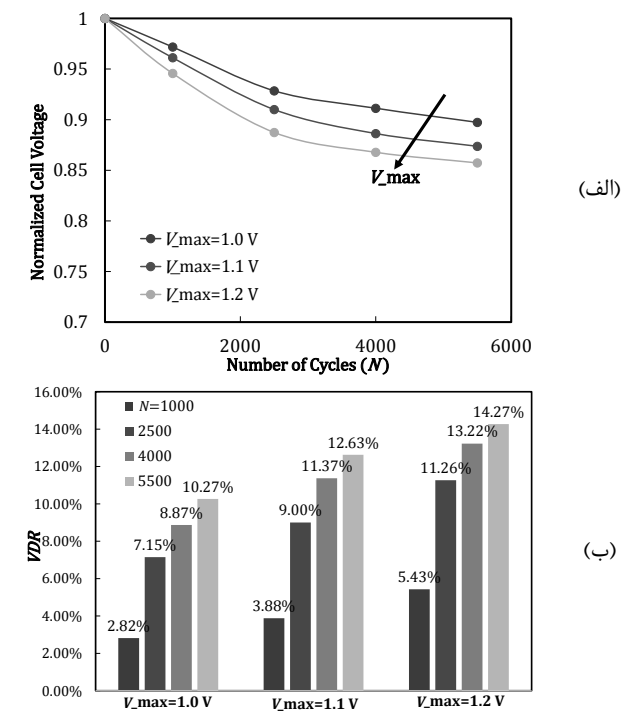 1
0.95
0.9
0.85
0.8
0.75
0.7
Normalized Cell Voltage
V_max
V_max=1.0 V
V_max=1.1 V
V_max=1.2 V
0 2000 4000 6000
Number of Cycles (N)
(الف)
16.00%
14.00%
12.00%
10.00%
8.00%
6.00%
4.00%
2.00%
0.00%
VDR
N=1000
2500
4000
5500
2.82%
7.15%
8.87%
10.27%
3.88%
9.00%
11.37%
12.63%
5.43%
11.26%
13.22%
14.27%
V_max=1.0 V V_max=1.1 V V_max=1.2 V
(ب)